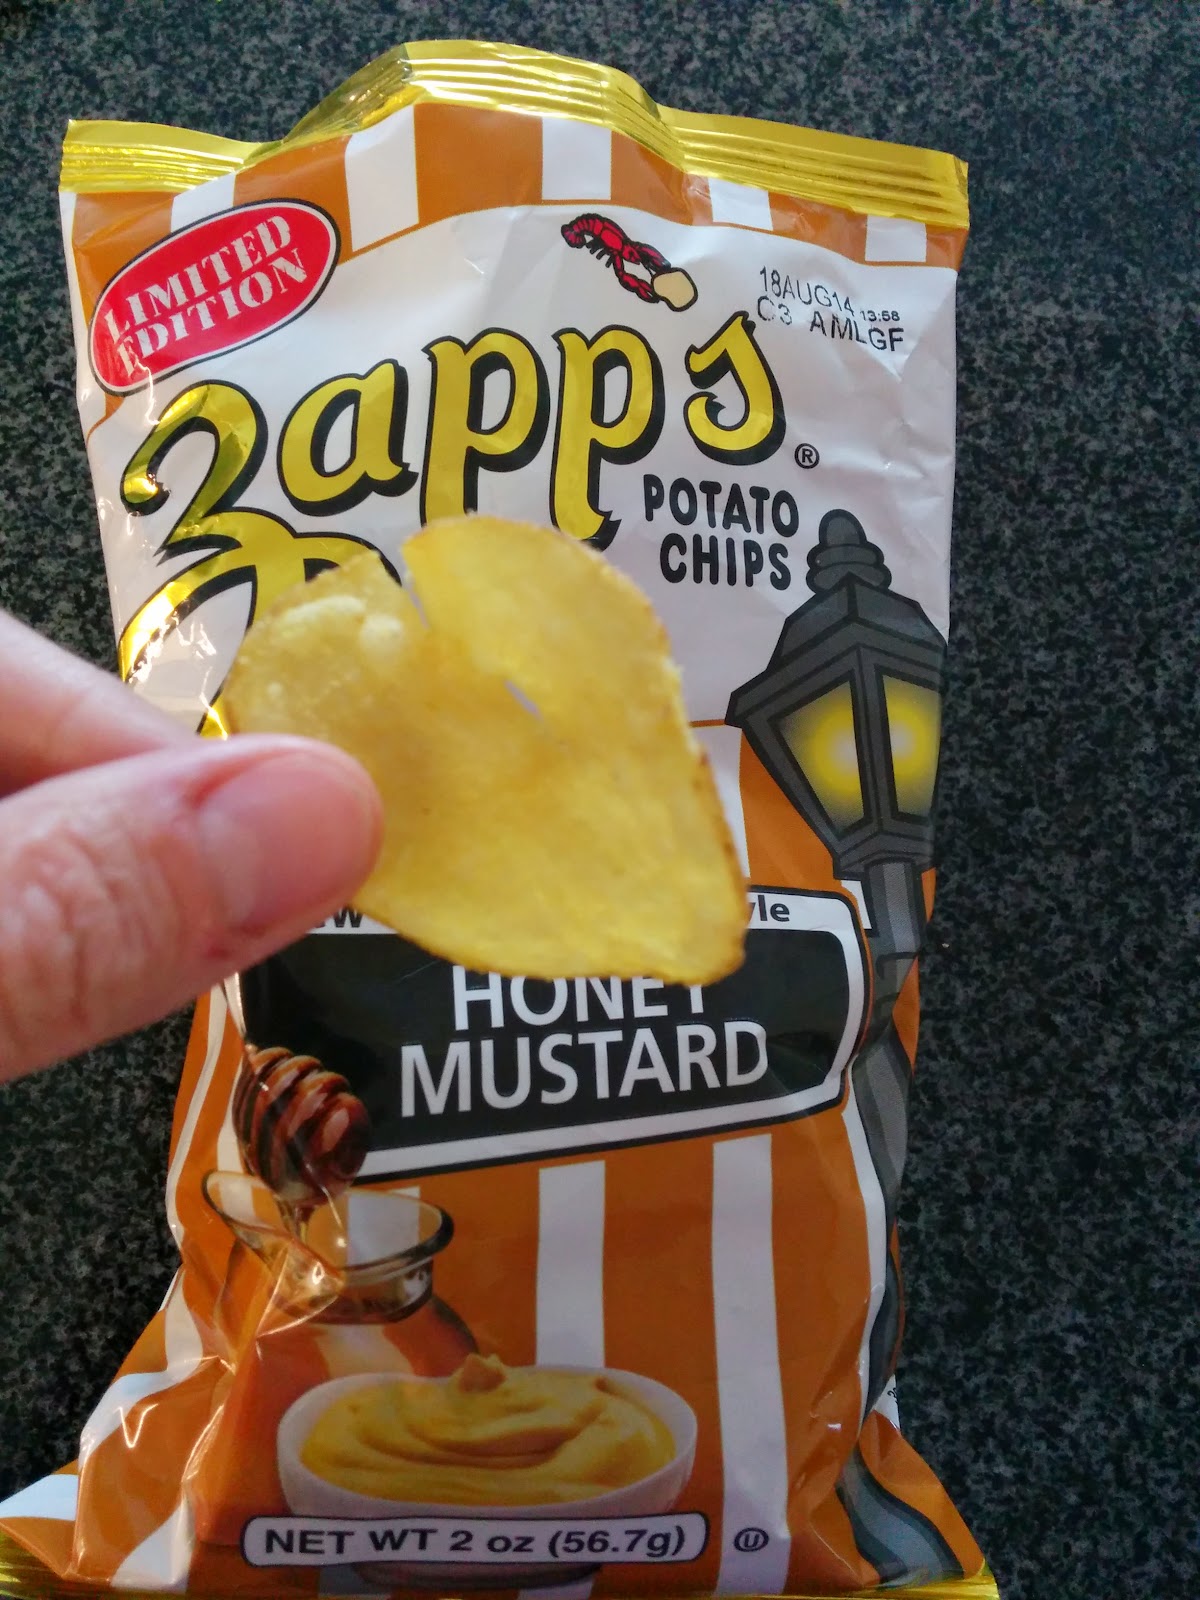 LIMITED
EDITION
18AUG14 13:58
C3 AMLGF
Zapp's ®
POTATO
CHIPS
HONEY
MUSTARD
NET WT 2 oz (56.7g) U